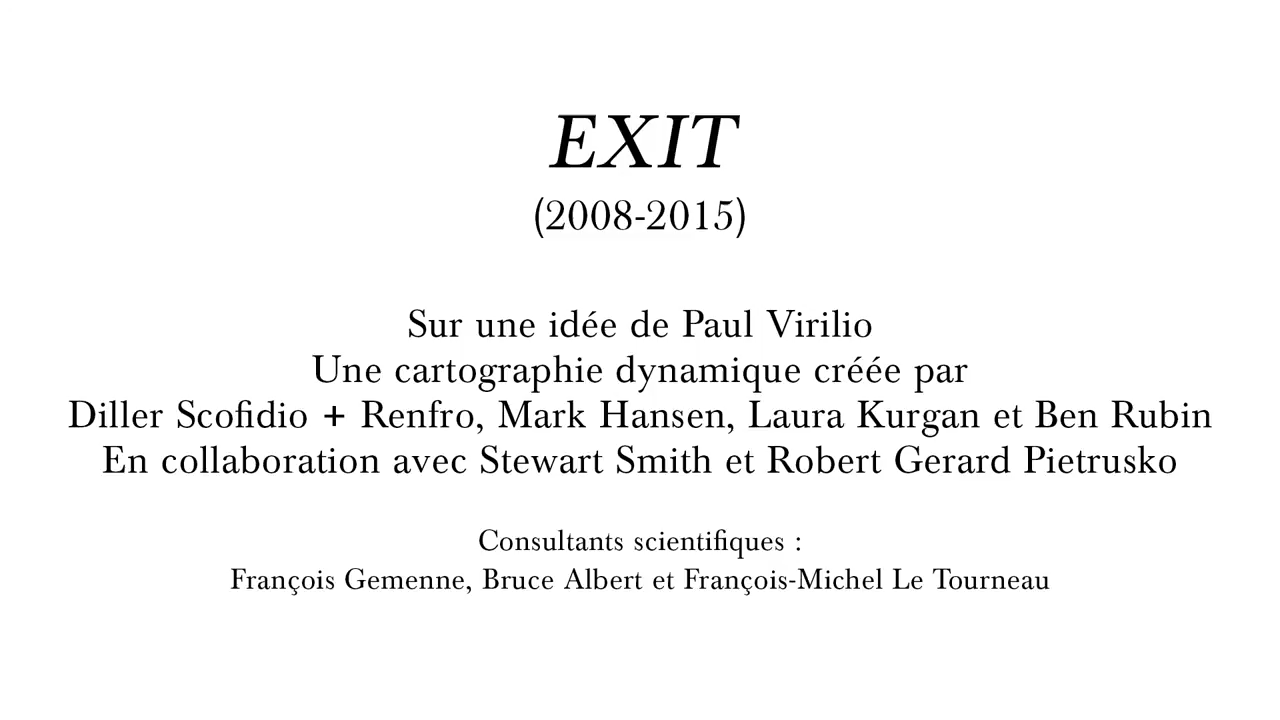 EXIT
(2008-2015)
Sur une idée de Paul Virilio
Une cartographie dynamique créée par
Diller Scofidio + Renfro, Mark Hansen, Laura Kurgan et Ben Rubin
En collaboration avec Stewart Smith et Robert Gerard Pietrusko
Consultants scientifiques :
François Gemenne, Bruce Albert et François-Michel Le Tourneau